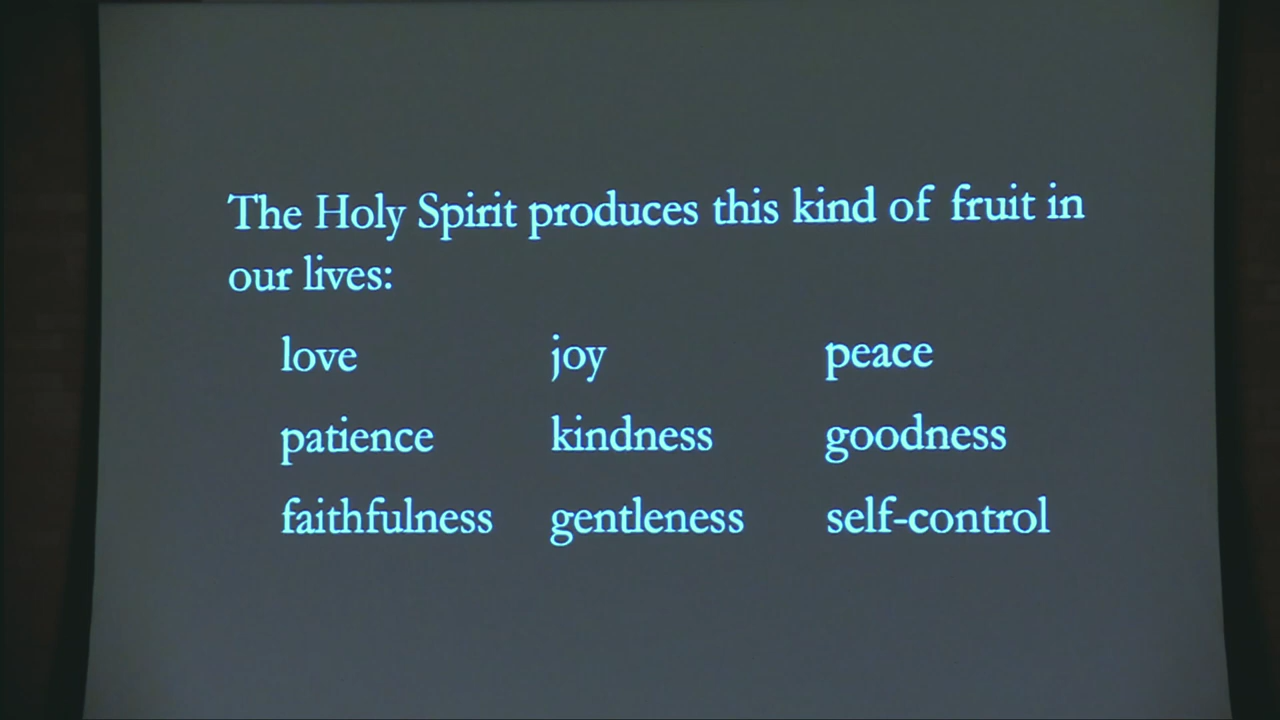 The Holy Spirit produces this kind of fruit in
our lives:
love joy peace
patience kindness goodness
faithfulness gentleness self-control